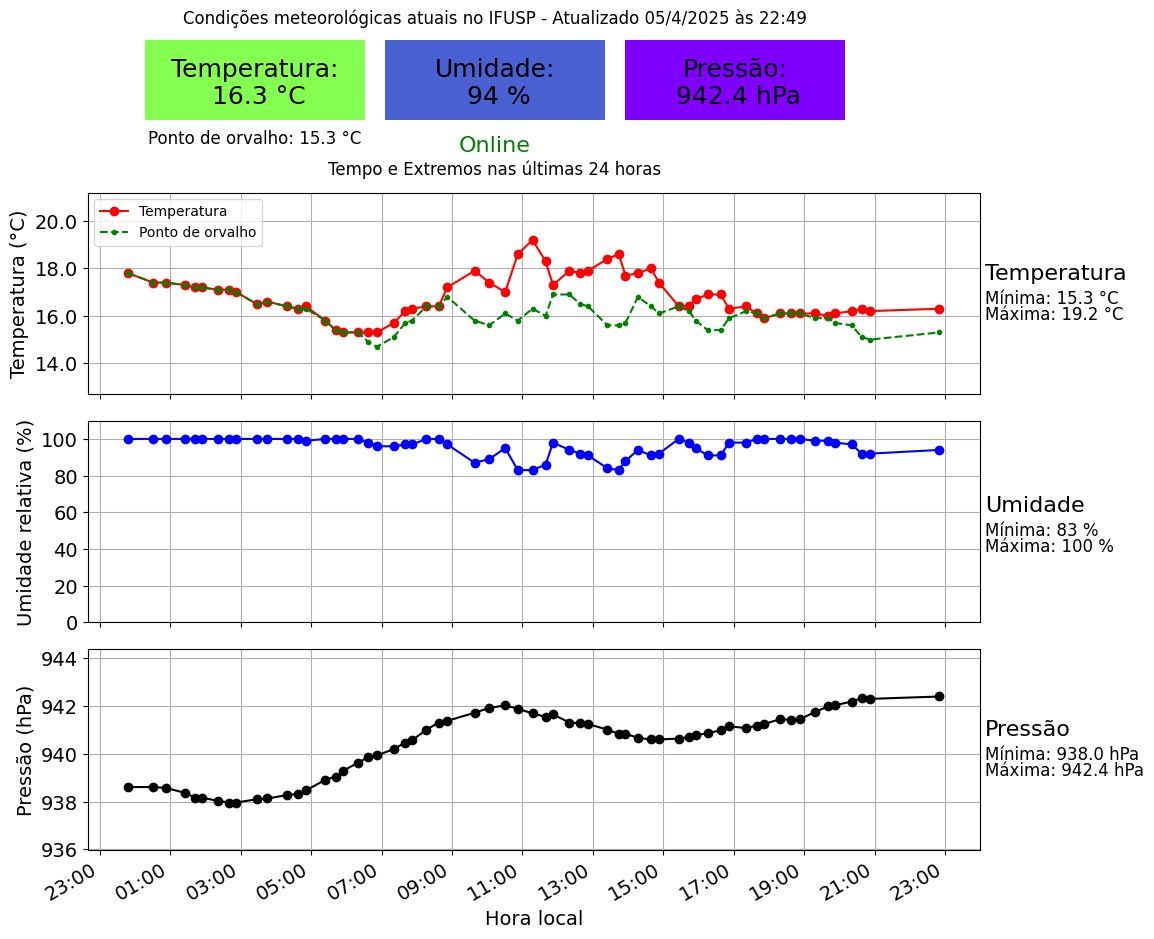 Condições meteorológicas atuais no IFUSP - Atualizado 05/4/2025 às 22:49
Temperatura:
16.3 °C
Umidade:
94 %
Pressão:
942.4 hPa
Ponto de orvalho: 15.3 °C
Online
Tempo e Extremos nas últimas 24 horas
Temperatura (°C)
20.0
18.0
16.0
14.0
Temperatura
Ponto de orvalho
Temperatura
Mínima: 15.3 °C
Máxima: 19.2 °C
Umidade relativa (%)
100
80
60
40
20
0
Umidade
Mínima: 83 %
Máxima: 100 %
Pressão (hPa)
944
942
940
938
936
Pressão
Mínima: 938.0 hPa
Máxima: 942.4 hPa
23:00
01:00
03:00
05:00
07:00
09:00
11:00
13:00
15:00
17:00
19:00
21:00
23:00
Hora local